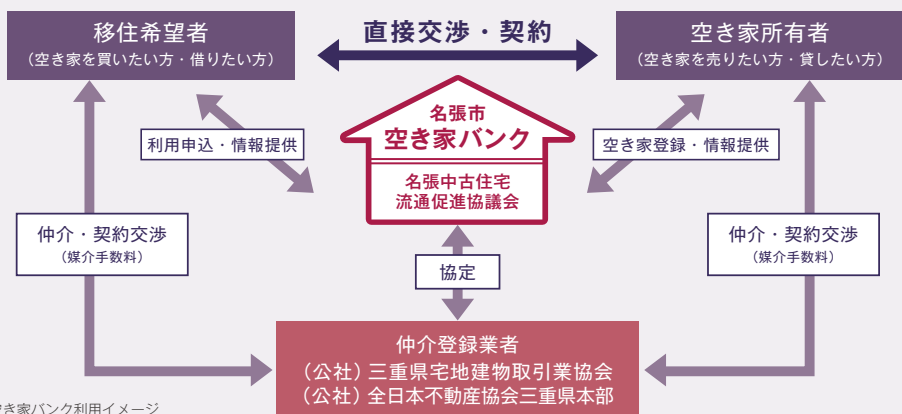 移住希望者
（空き家を買いたい方・借りたい方）
直接交渉・契約
空き家所有者
（空き家を売りたい方・貸したい方）
名張市
空き家バンク
名張中古住宅
流通促進協議会
利用申込・情報提供
空き家登録・情報提供
仲介・契約交渉
（媒介手数料）
仲介・契約交渉
（媒介手数料）
協定
仲介登録業者
（公社）三重県宅地建物取引業協会
（公社）全日本不動産協会三重県本部
空き家バンク利用イメージ